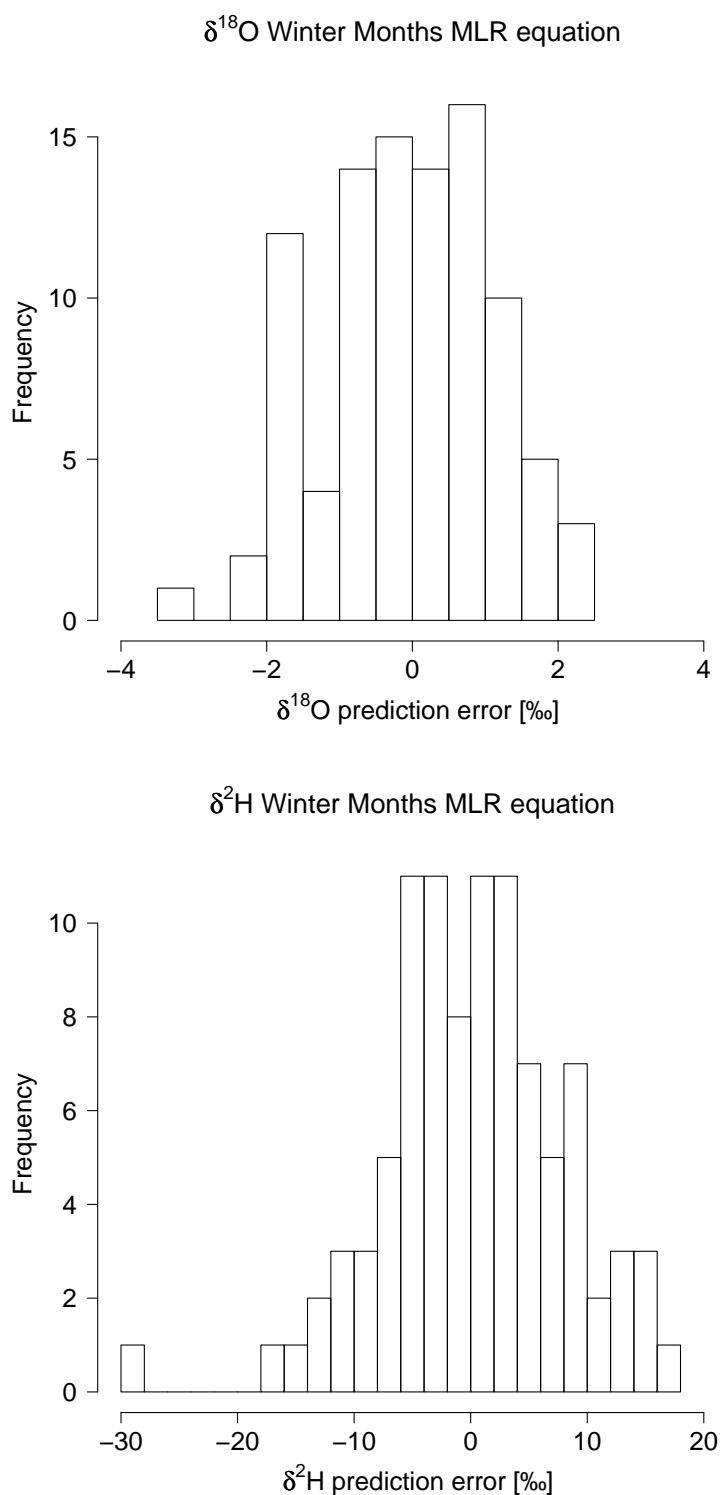 δ¹⁸O Winter Months MLR equation
15
10
5
0
Frequency
−4 −2 0 2 4
δ¹⁸O prediction error [‰]
δ²H Winter Months MLR equation
10
8
6
4
2
0
Frequency
−30 −20 −10 0 10 20
δ²H prediction error [‰]